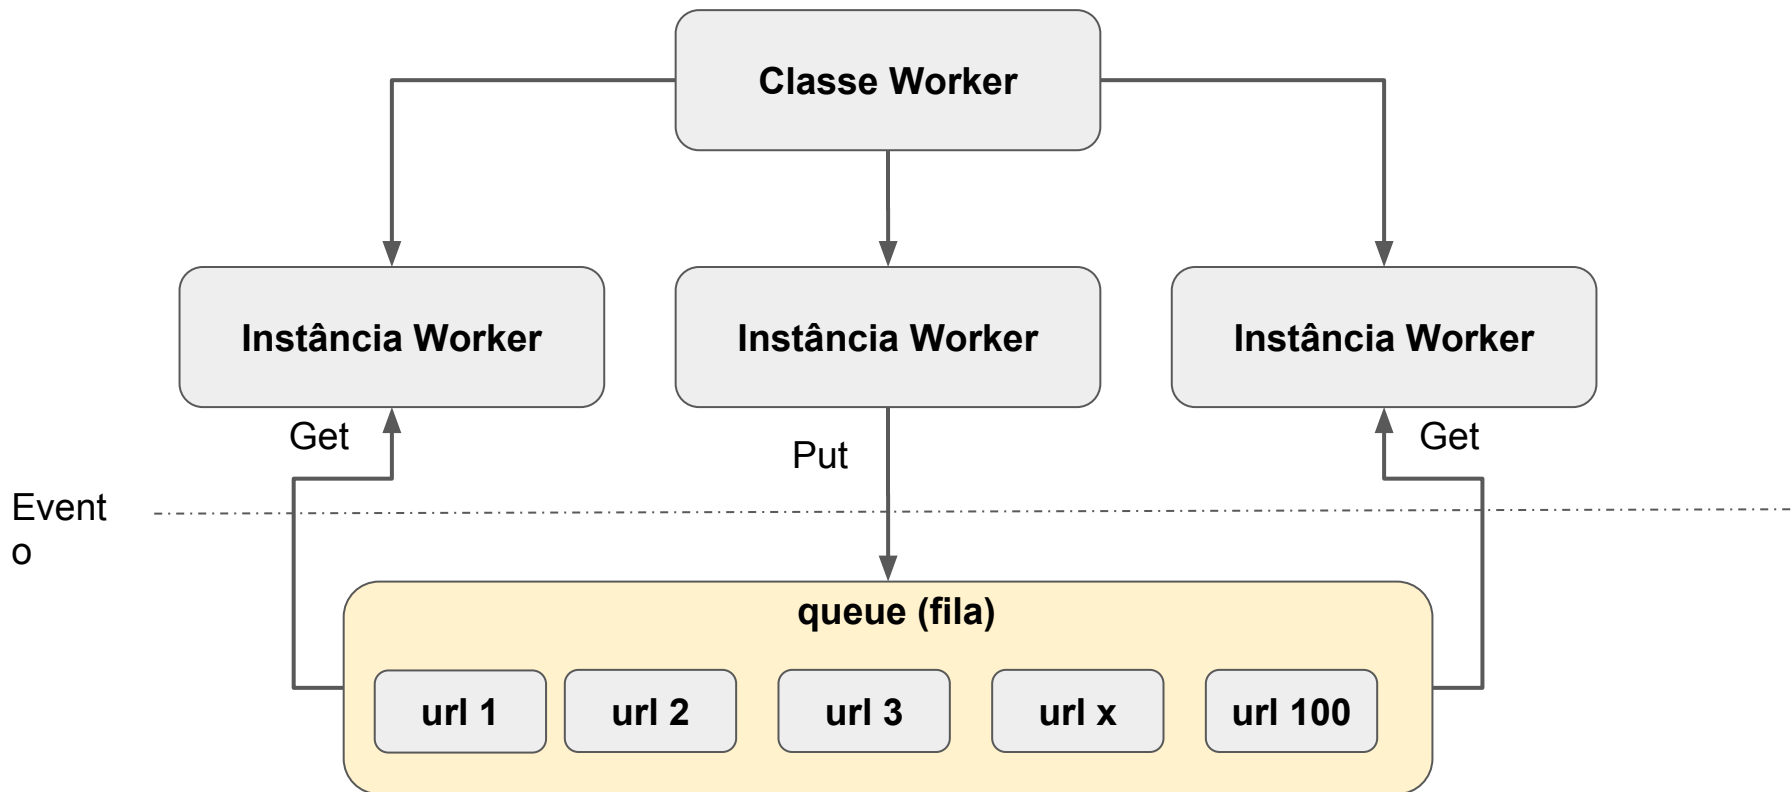 Classe Worker
Instância Worker
Instância Worker
Instância Worker
Get
Put
Get
Event
o
queue (fila)
url 1
url 2
url 3
url x
url 100